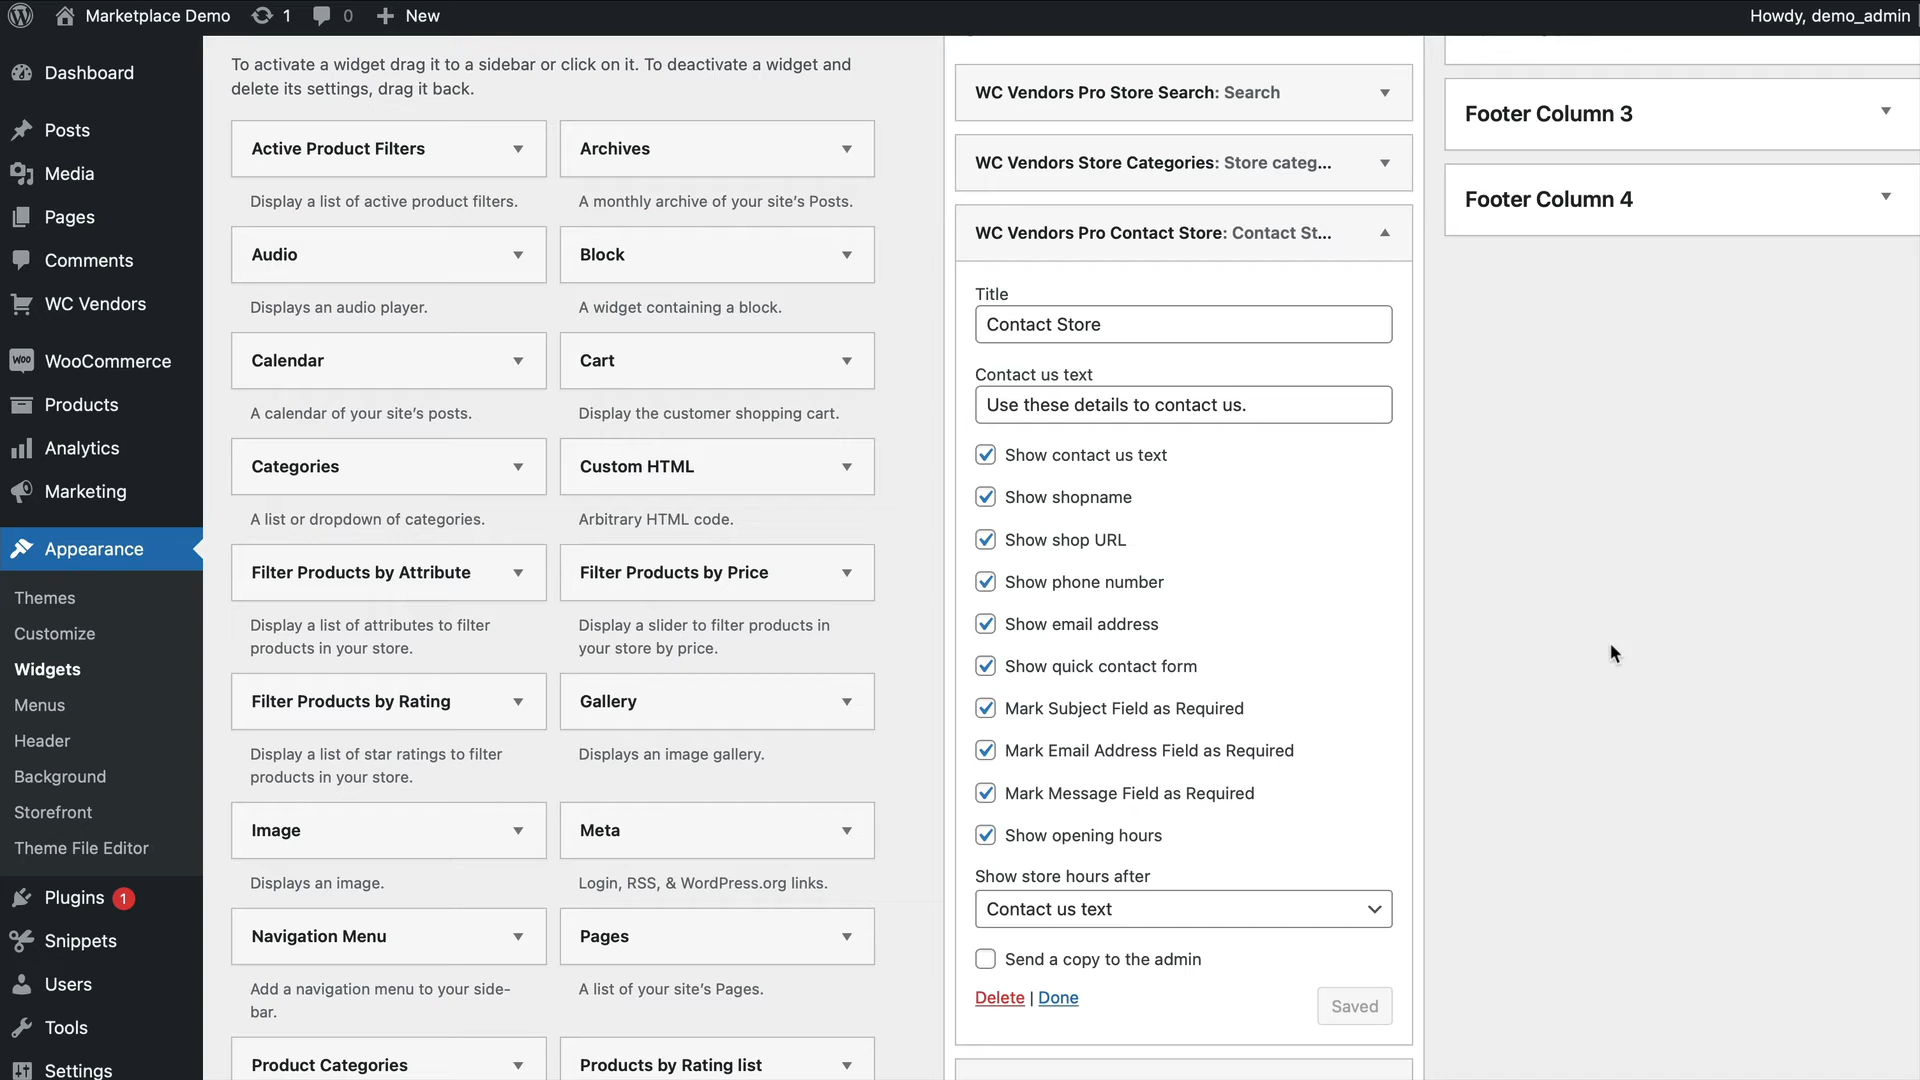 Marketplace Demo 1 0 New Howdy, demo_admin
Dashboard
Posts
Media
Pages
Comments
WC Vendors
WooCommerce
Products
Analytics
Marketing
Appearance
Themes
Customize
Widgets
Menus
Header
Background
Storefront
Theme File Editor
Plugins 1
Snippets
Users
Tools
Settings
To activate a widget drag it to a sidebar or click on it. To deactivate a widget and
delete its settings, drag it back.
Active Product Filters
Display a list of active product filters.
Archives
A monthly archive of your site's Posts.
Audio
Displays an audio player.
Block
A widget containing a block.
Calendar
A calendar of your site's posts.
Cart
Display the customer shopping cart.
Categories
A list or dropdown of categories.
Custom HTML
Arbitrary HTML code.
Filter Products by Attribute
Display a list of attributes to filter
products in your store.
Filter Products by Price
Display a slider to filter products in
your store by price.
Filter Products by Rating
Display a list of star ratings to filter
products in your store.
Gallery
Displays an image gallery.
Image
Displays an image.
Meta
Login, RSS, & WordPress.org links.
Navigation Menu
Add a navigation menu to your side-
bar.
Pages
A list of your site's Pages.
Product Categories
Products by Rating list
WC Vendors Pro Store Search: Search
WC Vendors Store Categories: Store categ...
WC Vendors Pro Contact Store: Contact St...
Title
Contact Store
Contact us text
Use these details to contact us.
Show contact us text
Show shopname
Show shop URL
Show phone number
Show email address
Show quick contact form
Mark Subject Field as Required
Mark Email Address Field as Required
Mark Message Field as Required
Show opening hours
Show store hours after
Contact us text
Send a copy to the admin
Delete | Done
Saved
Footer Column 3
Footer Column 4